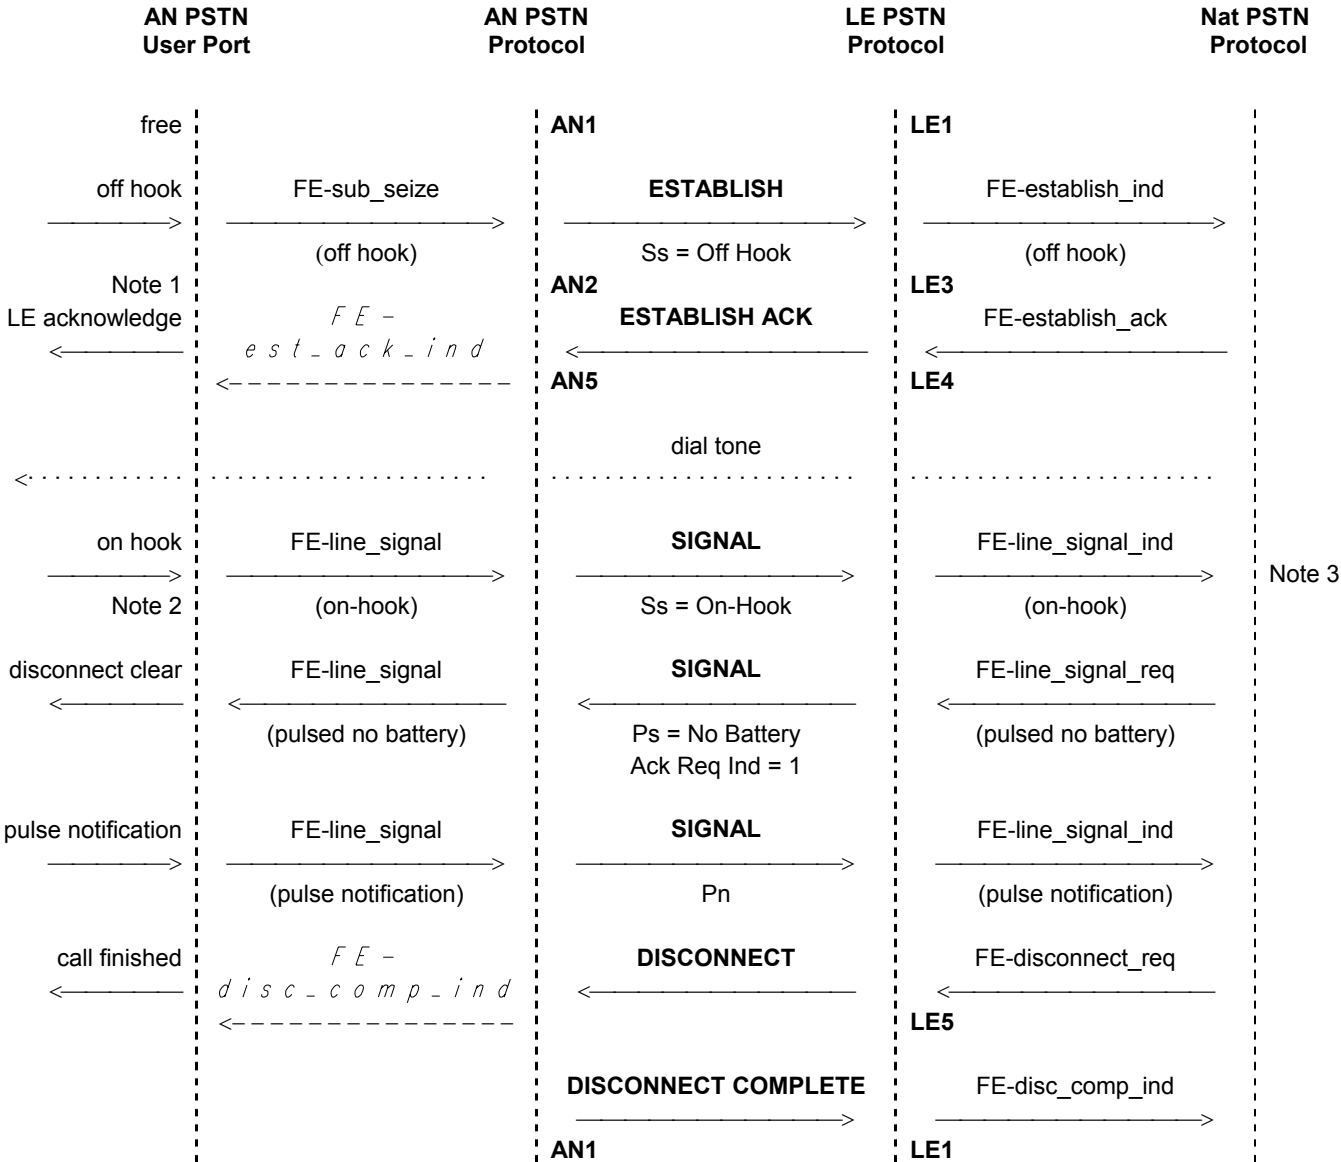 AN PSTN AN PSTN LE PSTN Nat PSTN
User Port Protocol Protocol Protocol
free AN1 LE1
off hook FE-sub_seize ESTABLISH FE-establish_ind
(off hook) Ss = Off Hook (off hook)
Note 1 AN2 LE3
LE acknowledge FE- ESTABLISH ACK FE-establish_ack
est_ack_ind
AN5 LE4
dial tone
on hook FE-line_signal SIGNAL FE-line_signal_ind
Note 3
Note 2 (on-hook) Ss = On-Hook (on-hook)
disconnect clear FE-line_signal SIGNAL FE-line_signal_req
(pulsed no battery) Ps = No Battery (pulsed no battery)
Ack Req Ind = 1
pulse notification FE-line_signal SIGNAL FE-line_signal_ind
(pulse notification) Pn (pulse notification)
call finished FE- DISCONNECT FE-disconnect_req
disc_comp_ind
LE5
DISCONNECT COMPLETE FE-disc_comp_ind
AN1 LE1